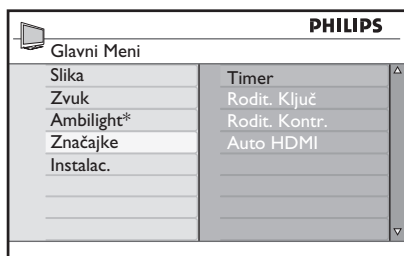 PHILIPS
Glavni Meni
Slika
Zvuk
Ambilight*
Značajke
Instalac.
Timer
Rodit. Ključ
Rodit. Kontr.
Auto HDMI